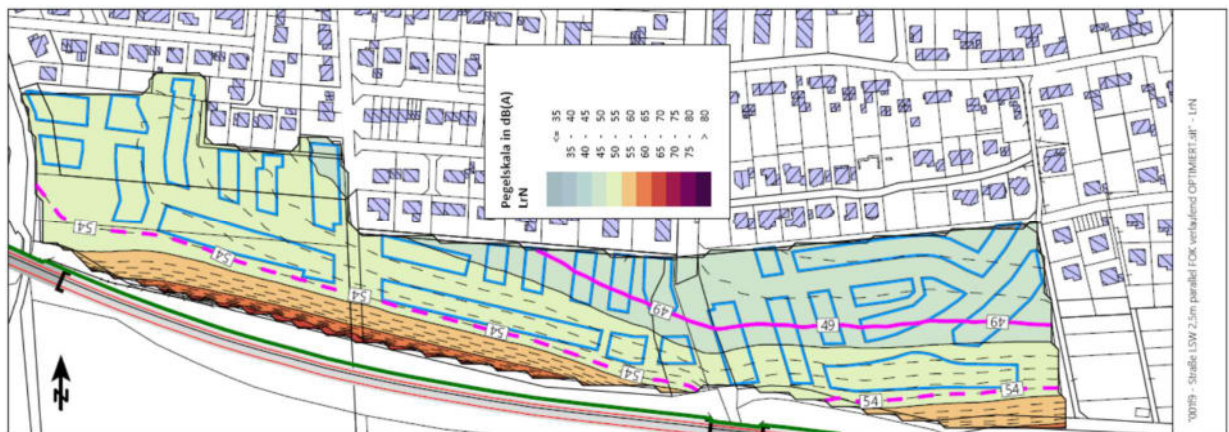 Pegelskala in dB(A)
LrN
<= 35
35 - 40
40 - 45
45 - 50
50 - 55
55 - 60
60 - 65
65 - 70
70 - 75
75 - 80
> 80
54
54
54
54
54
49
49
49
54
54
N
- Straße LSW 2,5m parallel FOK verlaufend OPTIMIERT.sit" - LrN